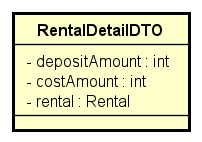 RentalDetailDTO
- depositAmount : int
- costAmount : int
- rental : Rental